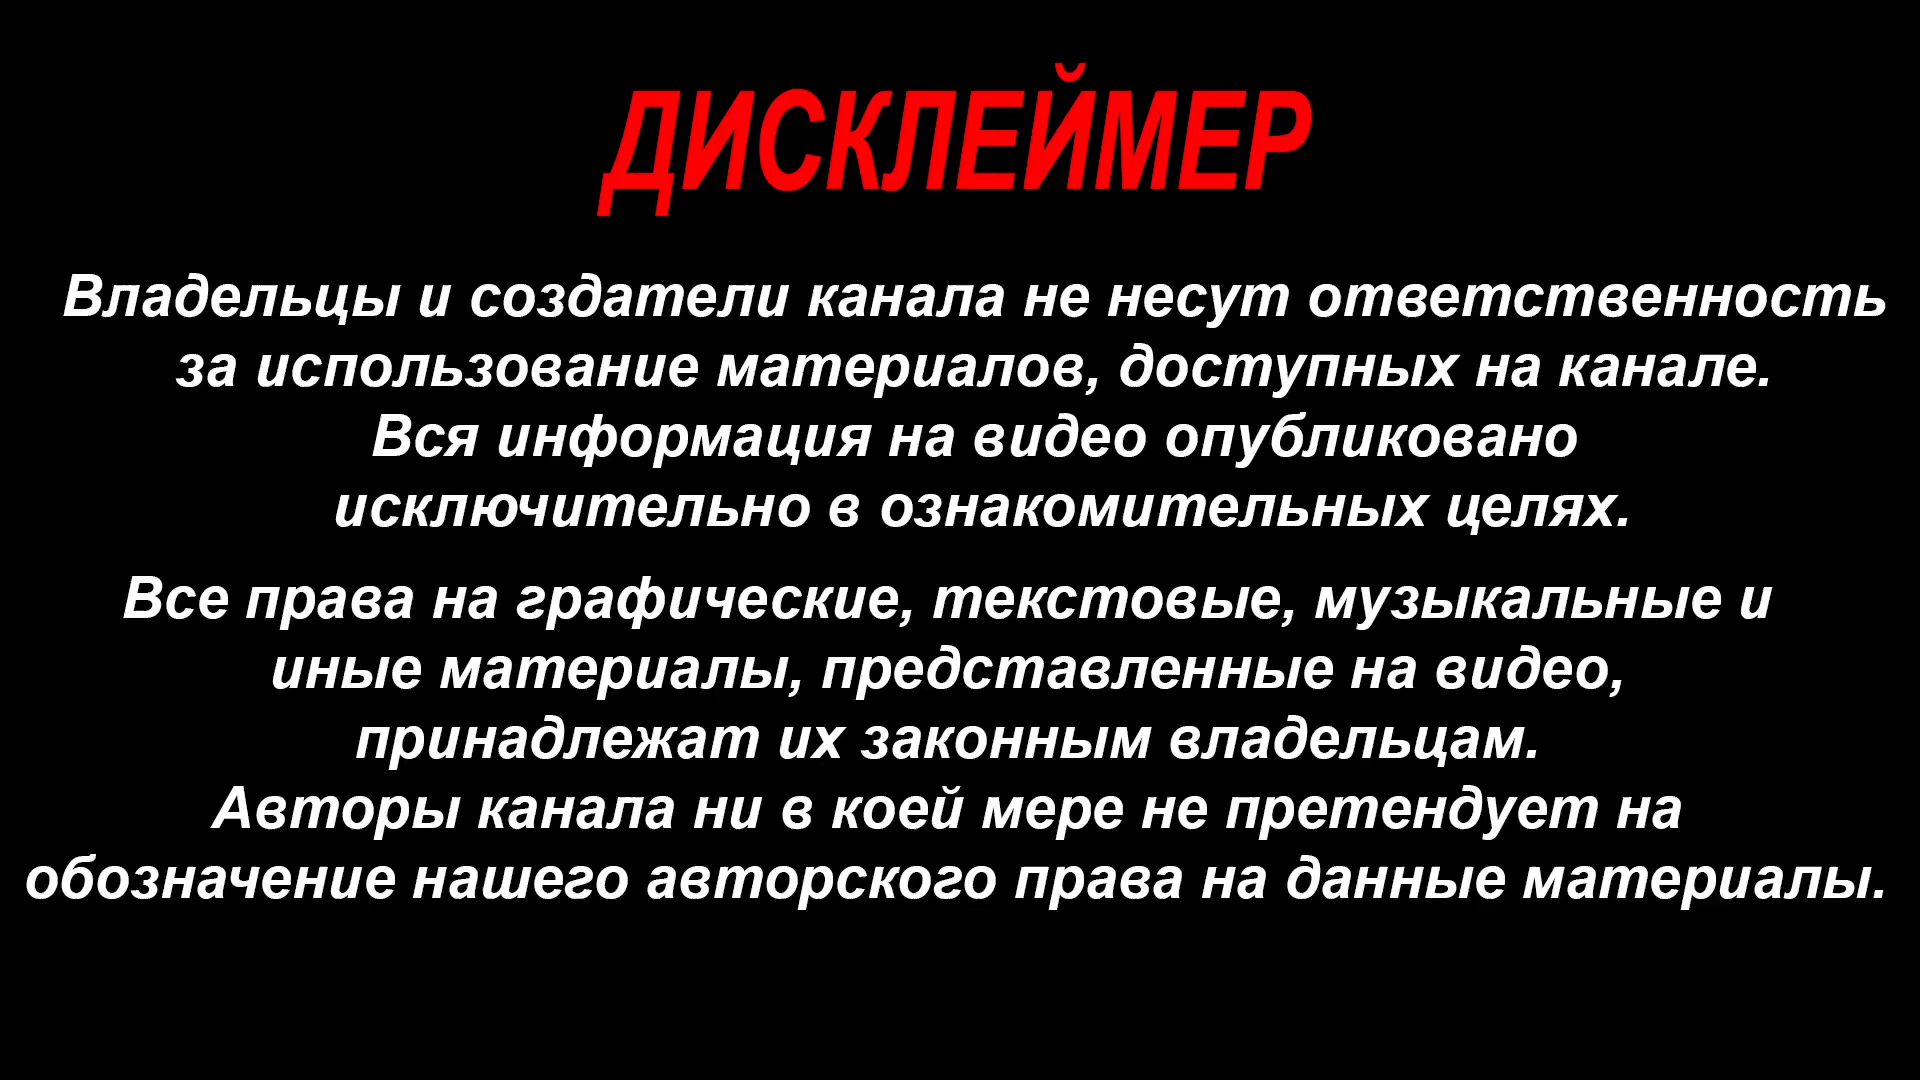 ДИСКЛЕЙМЕР
Владельцы и создатели канала не несут ответственность
за использование материалов, доступных на канале.
Вся информация на видео опубликовано
исключительно в ознакомительных целях.
Все права на графические, текстовые, музыкальные и
иные материалы, представленные на видео,
принадлежат их законным владельцам.
Авторы канала ни в коей мере не претендует на
обозначение нашего авторского права на данные материалы.